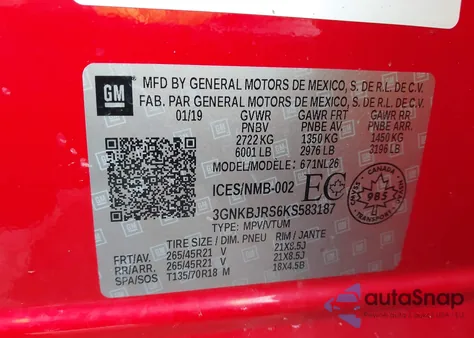 GM
MFD BY GENERAL MOTORS DE MEXICO, S. DE R.L. DE C.V.
FAB. PAR GENERAL MOTORS DE MEXICO, S. DE R.L. DE C.V.
01/19 GVWR GAWR FRT GAWR RR
PNBV PNBE AV. PNBE ARR.
2722 KG 1350 KG 1450 KG
6001 LB 2976 LB 3196 LB
MODEL/MODELE: 671NL26
ICES/NMB-002 EC
CANADA
985
TRANSPORT
3GNKBJRS6KS583187
TYPE: MPV/VTUM
TIRE SIZE / DIM. PNEU RIM / JANTE
FRT/AV. 265/45R21 V 21X8.5J
RR/ARR. 265/45R21 V 21X8.5J
SPA/SOS T135/70R18 M 18X4.5B
autoSnap